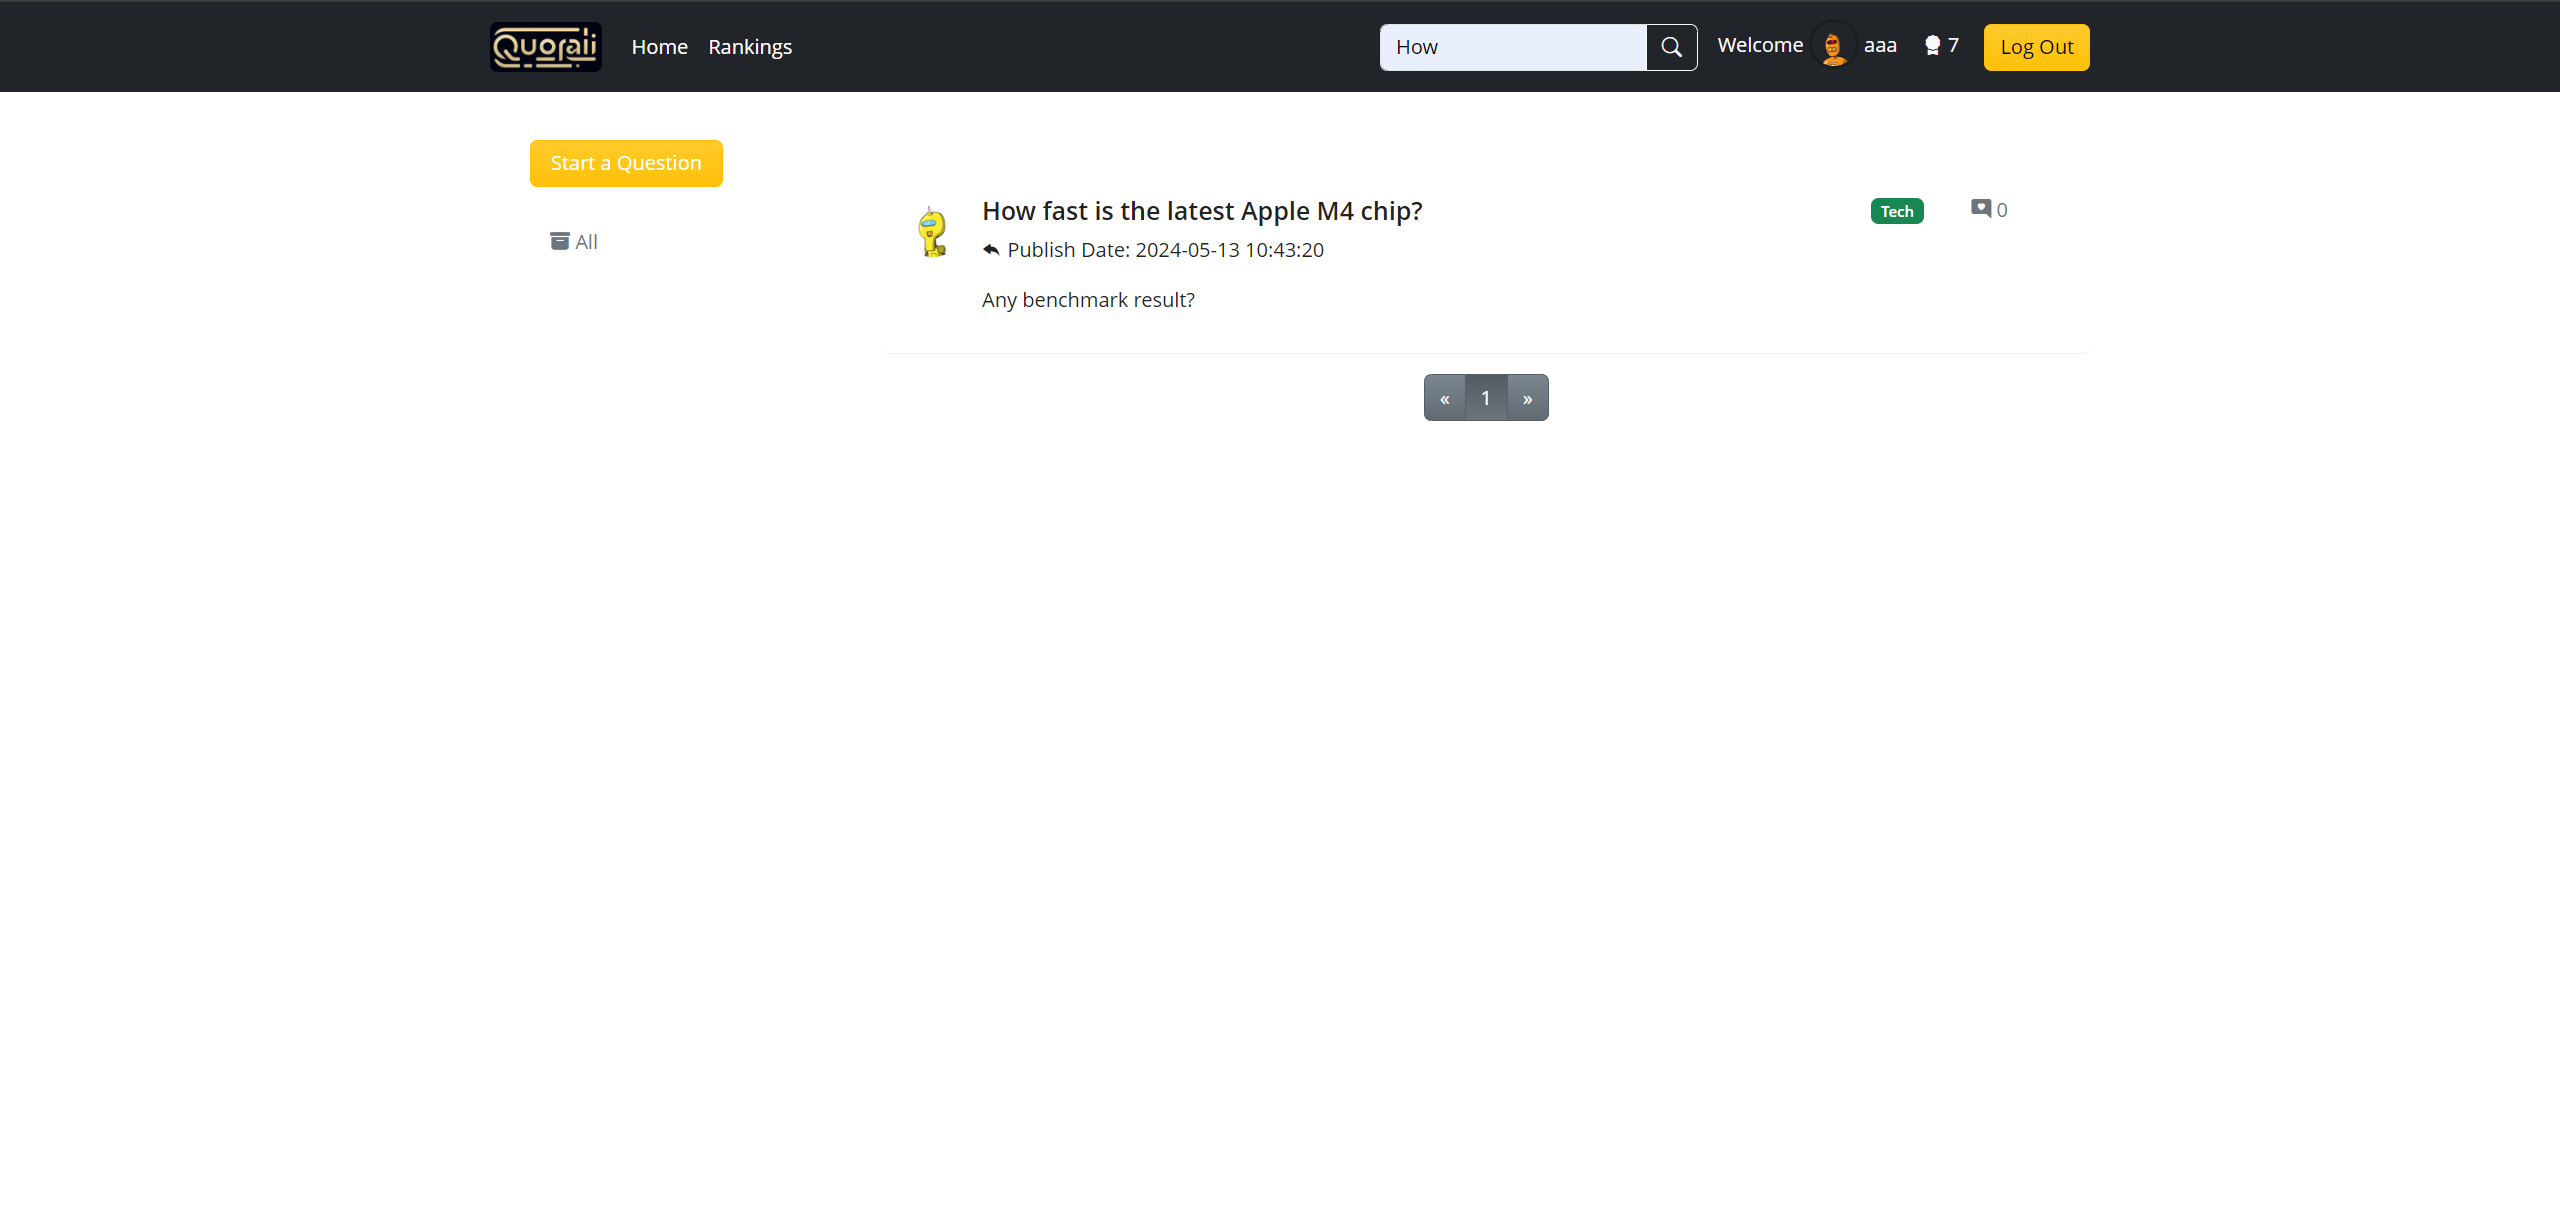 Quorali Home Rankings How Welcome aaa 7 Log Out
Start a Question
All
How fast is the latest Apple M4 chip? Tech 0
Publish Date: 2024-05-13 10:43:20
Any benchmark result?
« 1 »